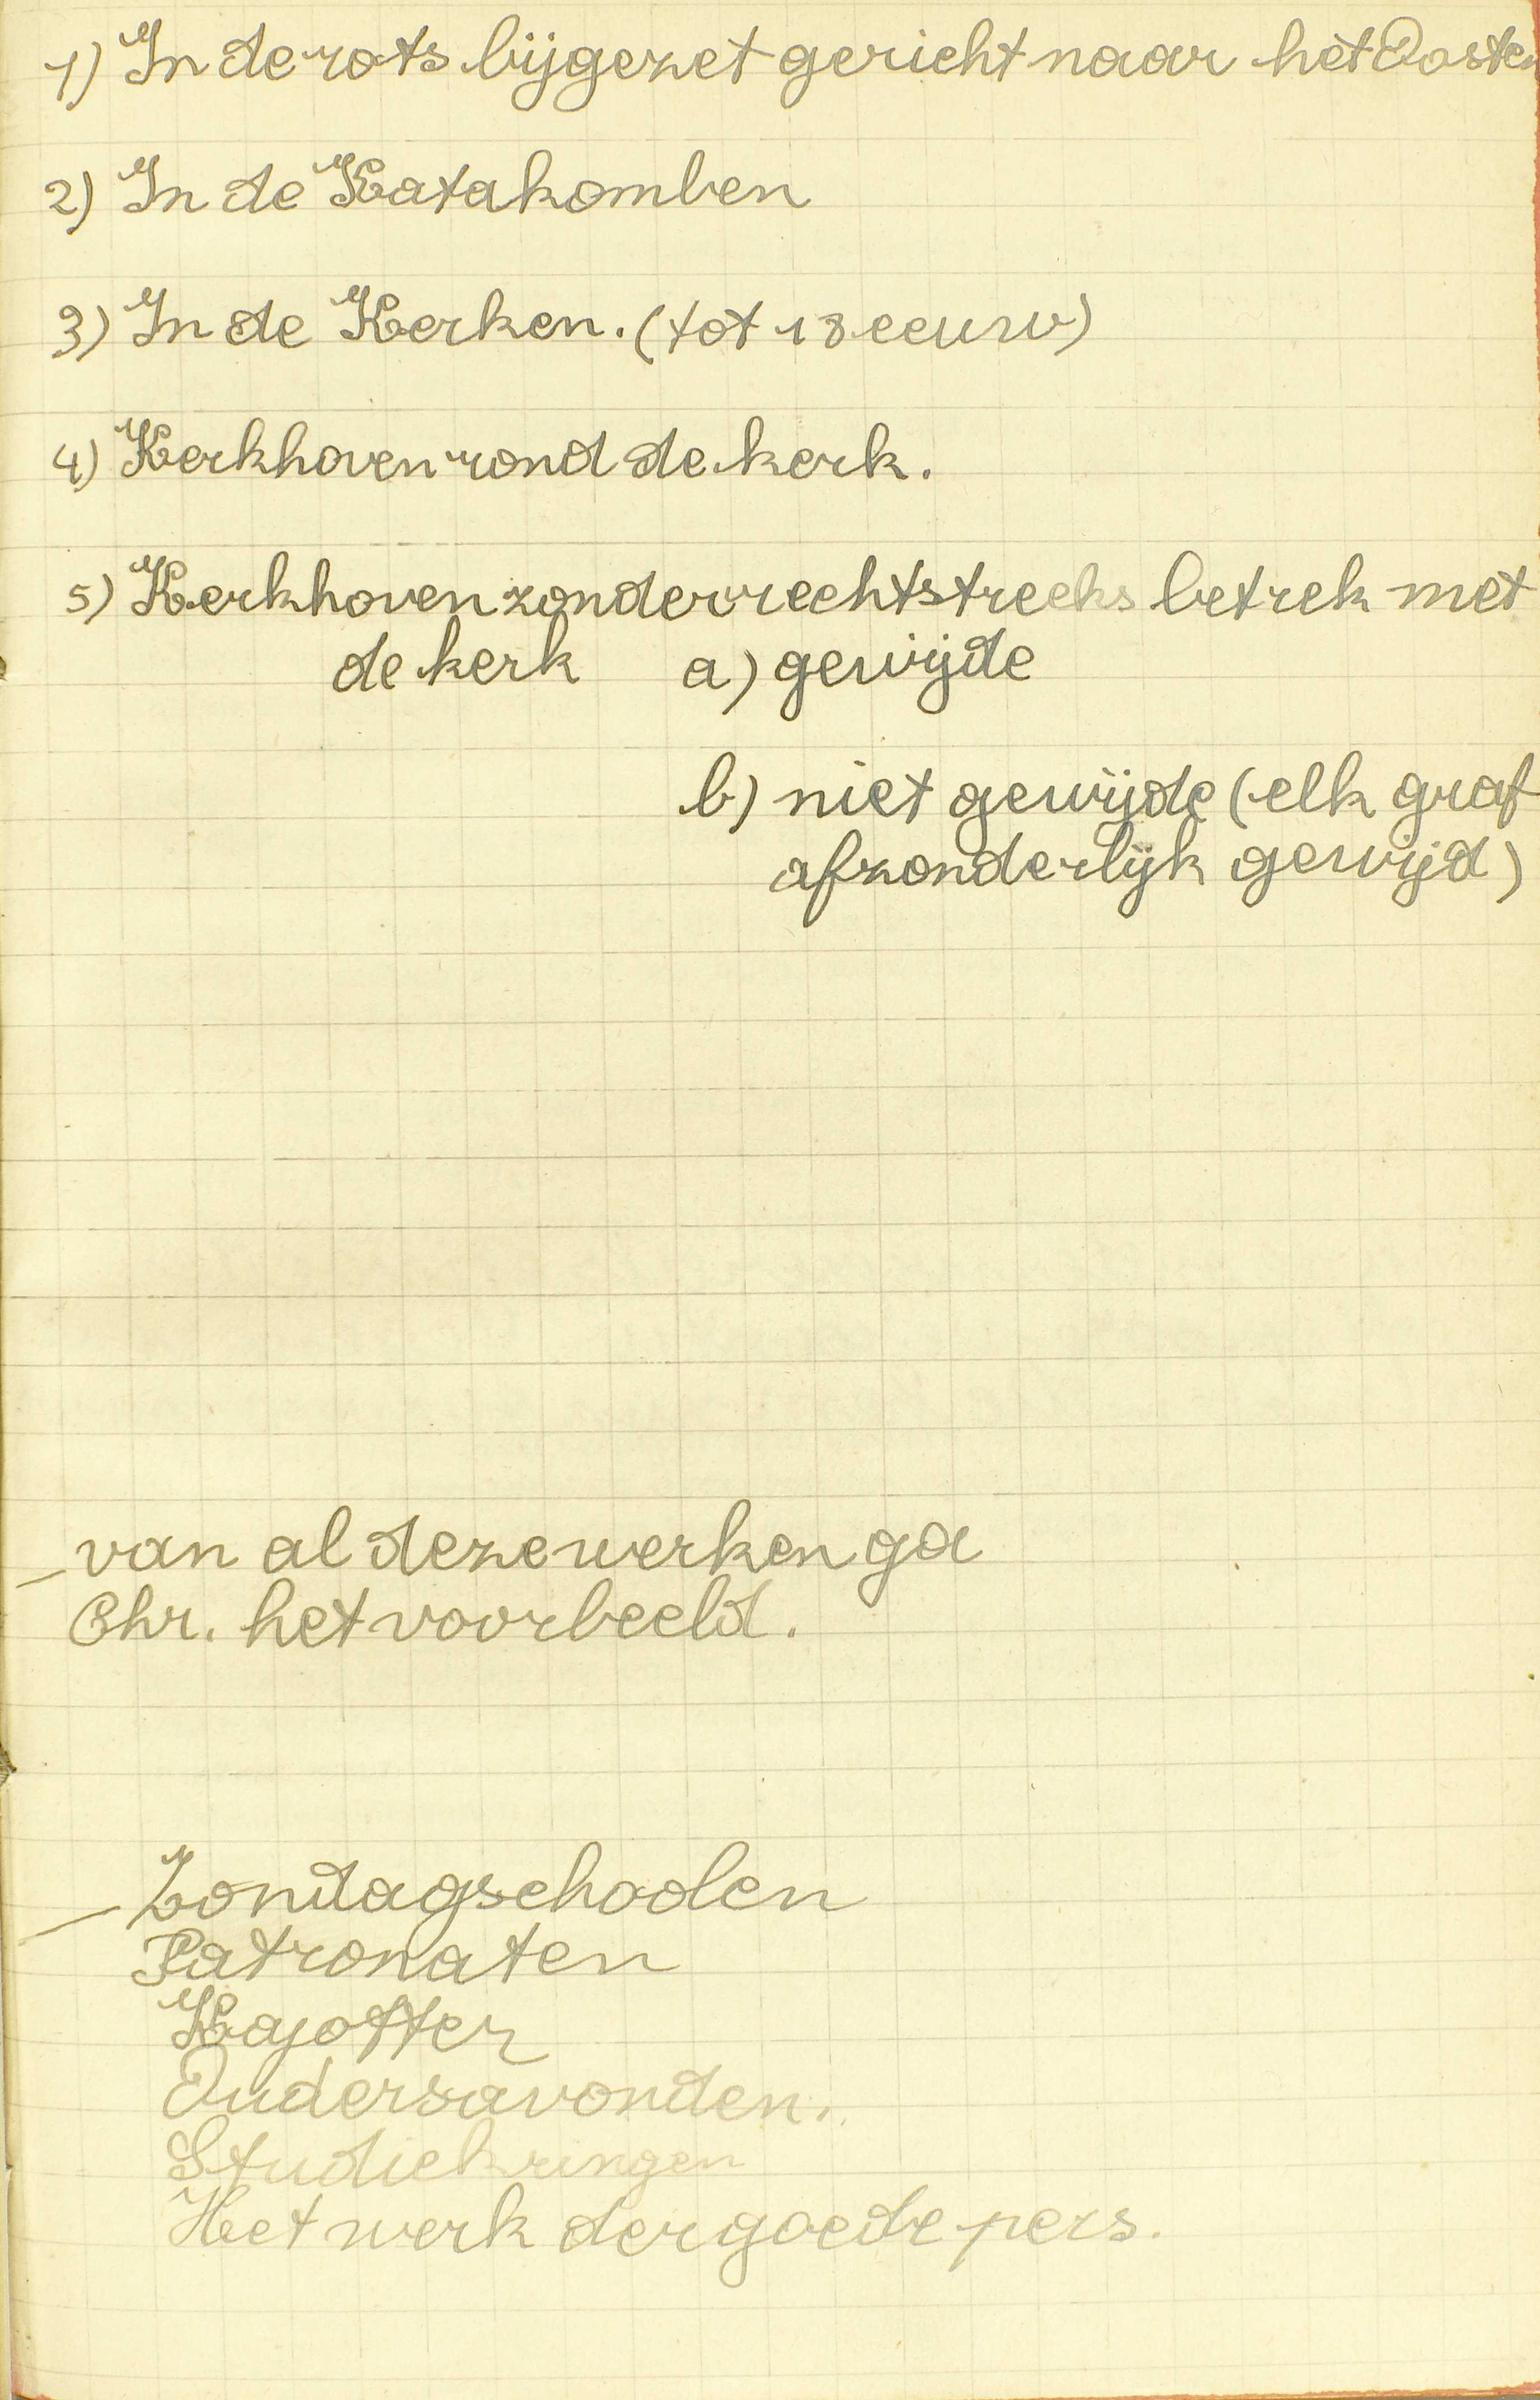 1) In de rots bijgezet gericht naar het Oosten
2) In de Katakomben
3) In de Kerken. (tot 18 eeuw)
4) Kerkhoven rond de kerk.
5) Kerkhoven zonder rechtstreeks betrek met
de kerk a) gewijde
b) niet gewijde (elk graf
afzonderlijk gewijd)
_ van al deze werken ga
Chr. het voorbeeld.
_ Zondagschoolen
Patronaten
Kajotter
Oudersavonden.
Studiekringen
Het werk der goede pers.